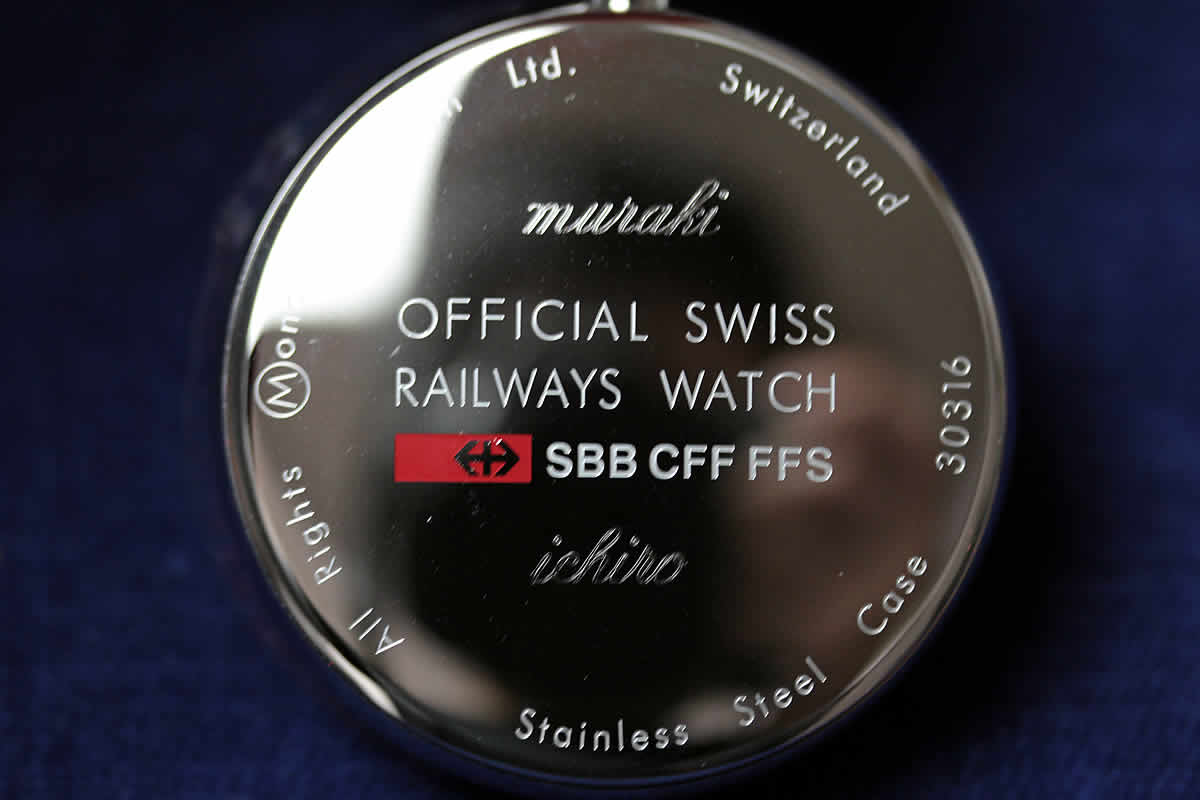 Ltd. Switzerland
muraki
OFFICIAL SWISS
RAILWAYS WATCH
SBB CFF FFS
ichiro
30316
Stainless Steel Case
All Rights Ⓜ